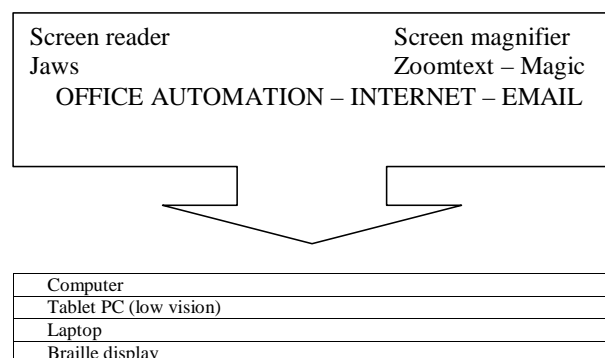 Screen reader Screen magnifier
Jaws Zoomtext – Magic
OFFICE AUTOMATION – INTERNET – EMAIL
Computer
Tablet PC (low vision)
Laptop
Braille display